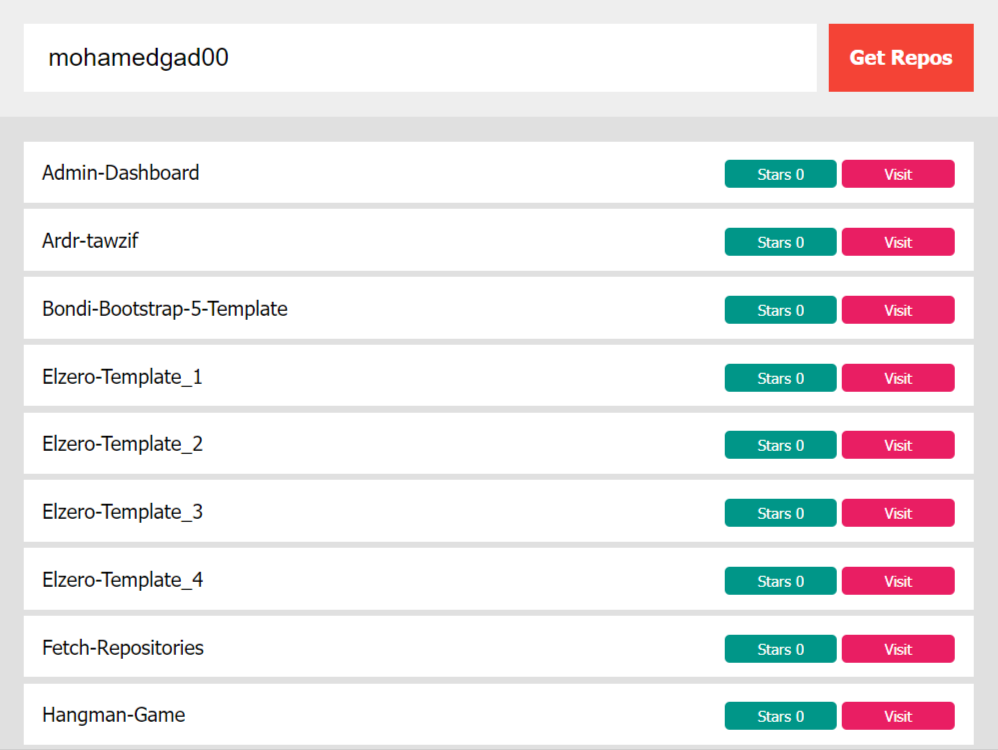 mohamedgad00 Get Repos
Admin-Dashboard Stars 0 Visit
Ardr-tawzif Stars 0 Visit
Bondi-Bootstrap-5-Template Stars 0 Visit
Elzero-Template_1 Stars 0 Visit
Elzero-Template_2 Stars 0 Visit
Elzero-Template_3 Stars 0 Visit
Elzero-Template_4 Stars 0 Visit
Fetch-Repositories Stars 0 Visit
Hangman-Game Stars 0 Visit